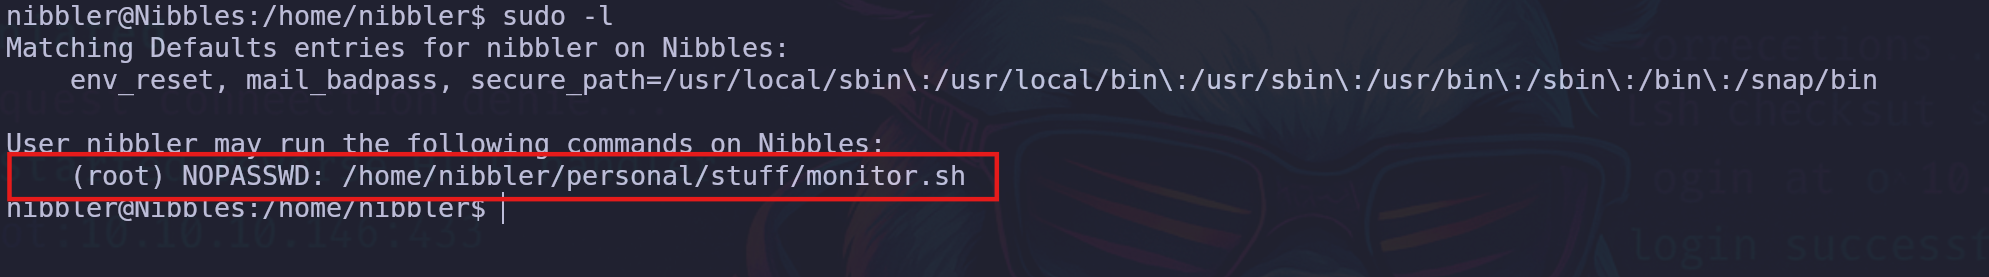 nibbler@Nibbles:/home/nibbler$ sudo -l
Matching Defaults entries for nibbler on Nibbles:
    env_reset, mail_badpass, secure_path=/usr/local/sbin\:/usr/local/bin\:/usr/sbin\:/usr/bin\:/sbin\:/bin\:/snap/bin

User nibbler may run the following commands on Nibbles:
    (root) NOPASSWD: /home/nibbler/personal/stuff/monitor.sh
nibbler@Nibbles:/home/nibbler$